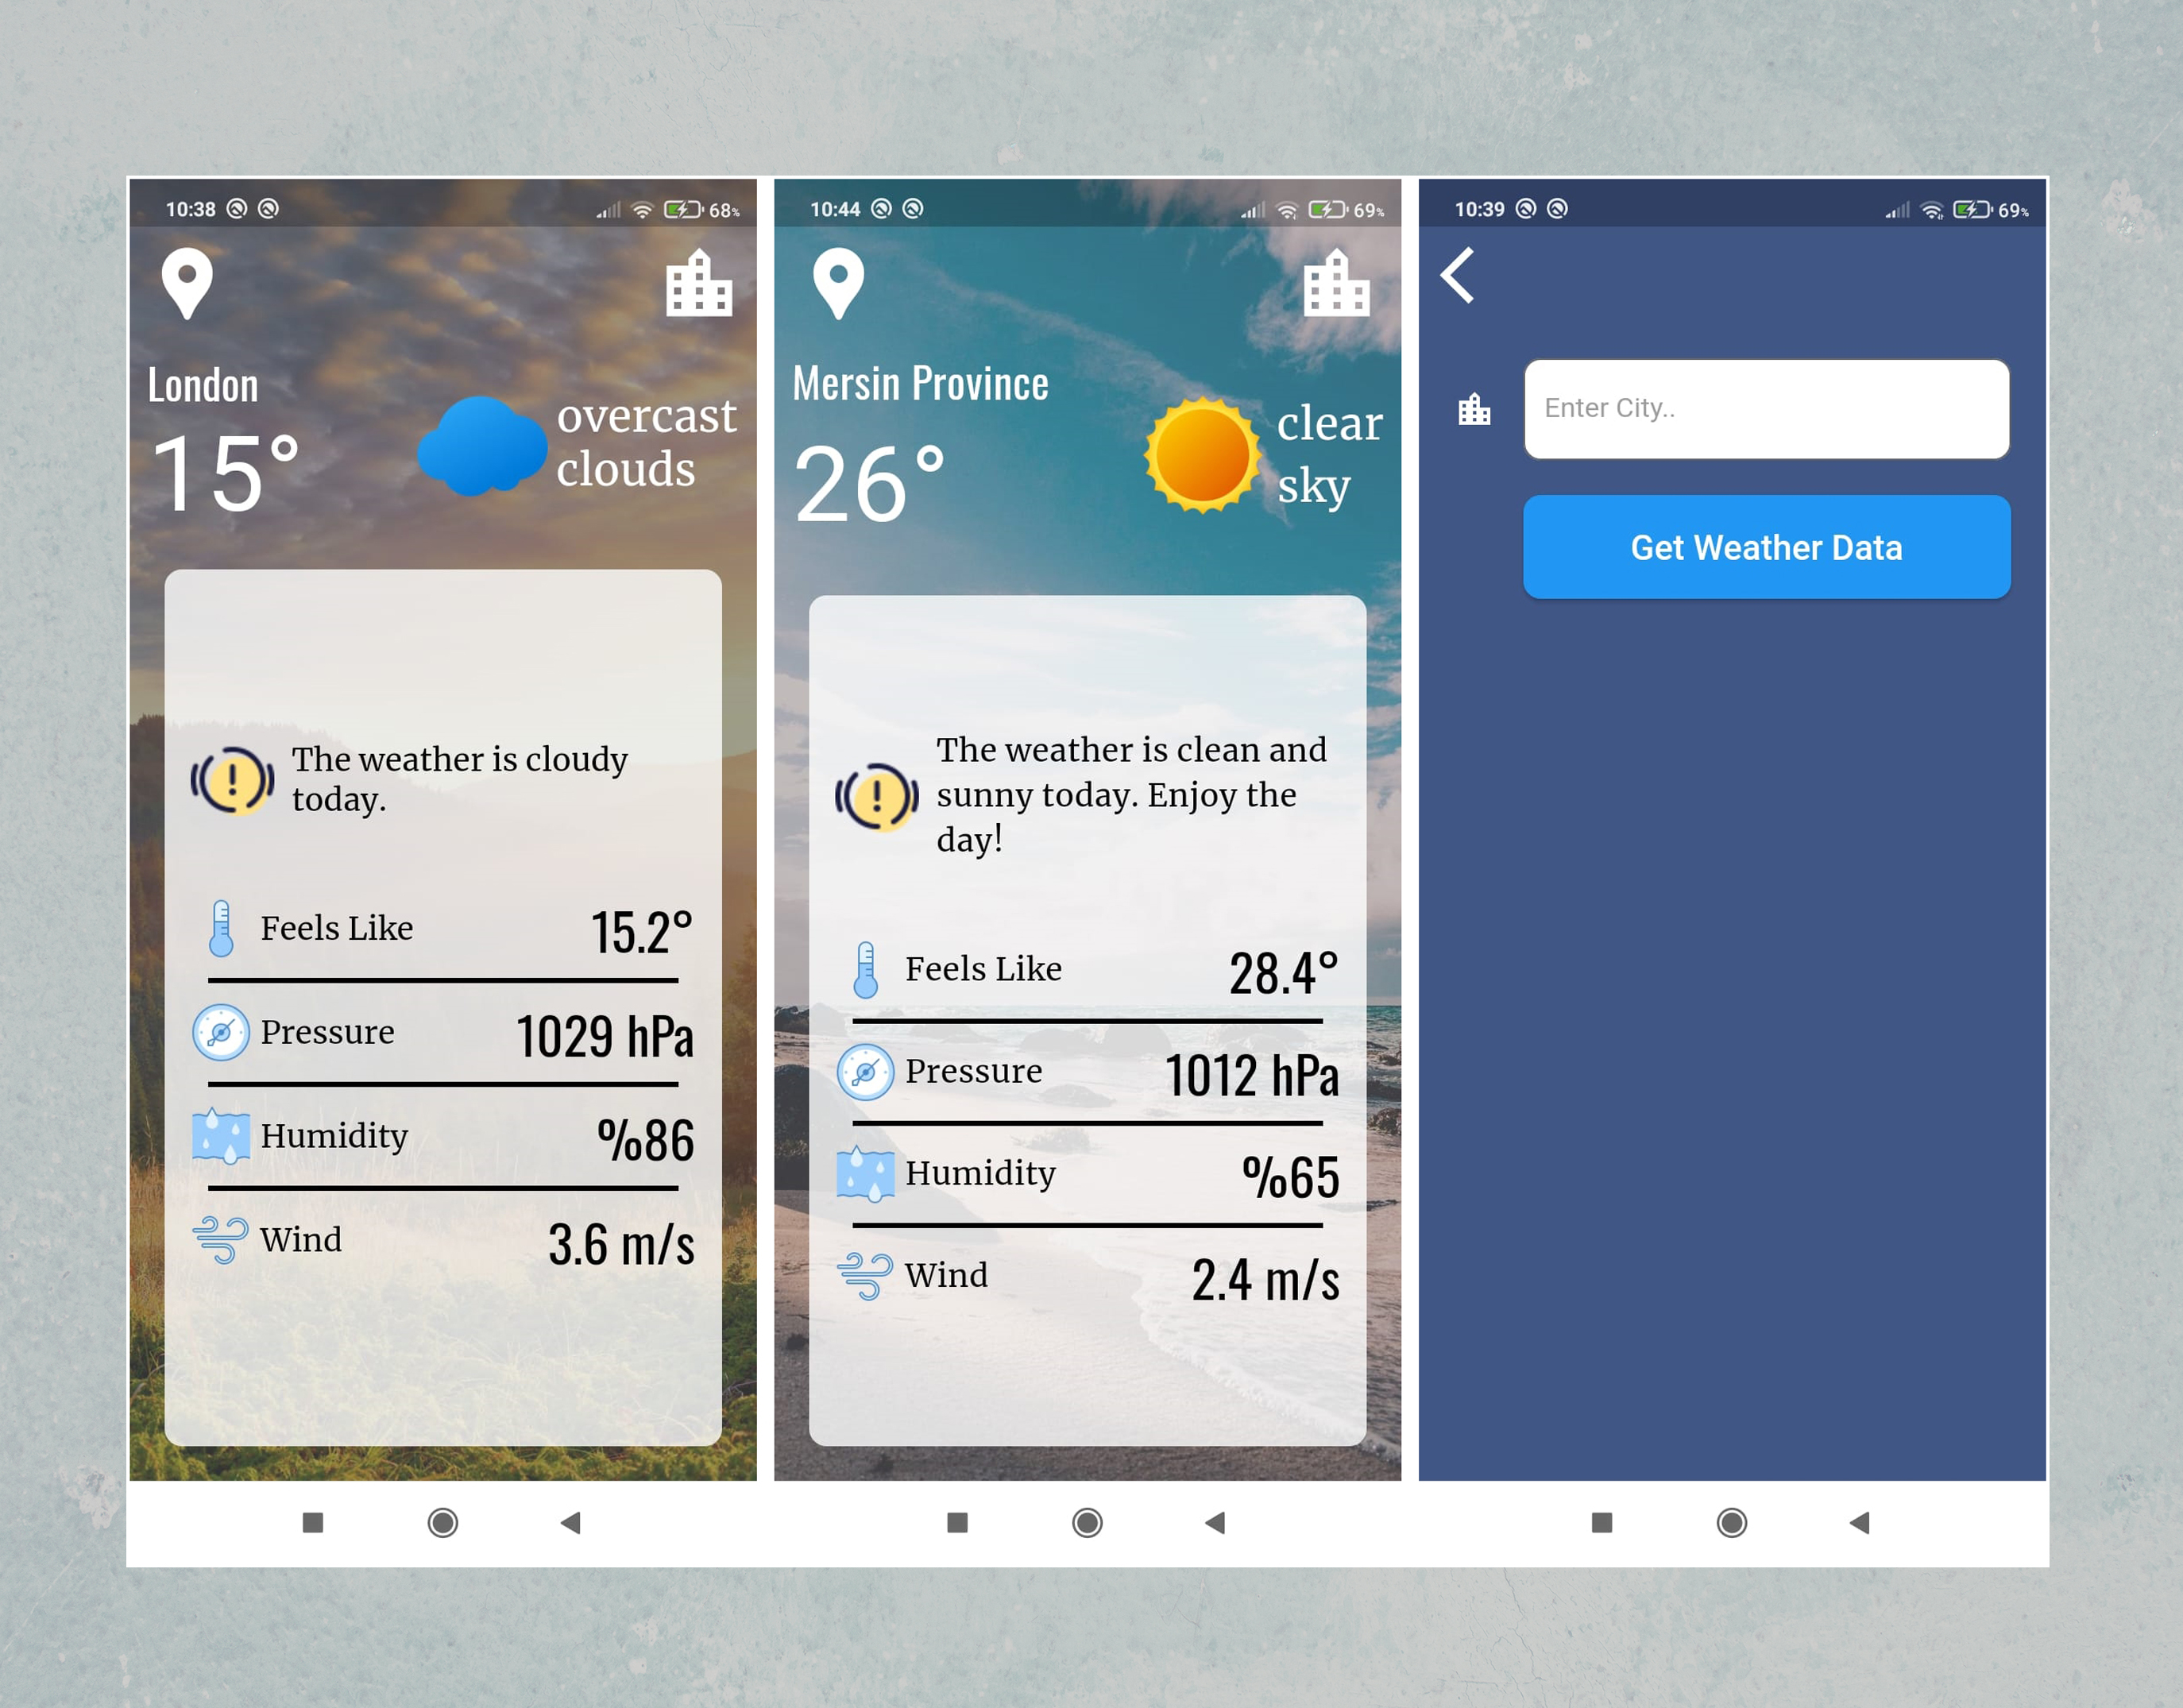 10:38
68%
London
15°
overcast
clouds
The weather is cloudy
today.
Feels Like 15.2°
Pressure 1029 hPa
Humidity %86
Wind 3.6 m/s
10:44
69%
Mersin Province
26°
clear
sky
The weather is clean and
sunny today. Enjoy the
day!
Feels Like 28.4°
Pressure 1012 hPa
Humidity %65
Wind 2.4 m/s
10:39
69%
Enter City..
Get Weather Data